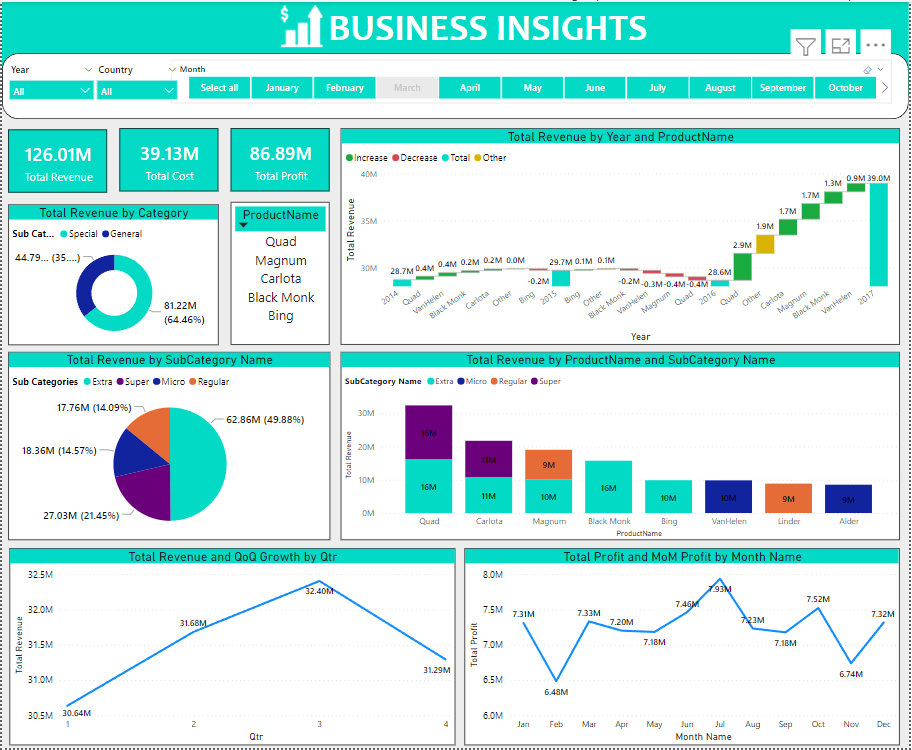 $
BUSINESS INSIGHTS
Year Country Month
All All Select all January February March April May June July August September October
126.01M
Total Revenue
39.13M
Total Cost
86.89M
Total Profit
Total Revenue by Category
Sub Cat... Special General
44.79... (35....)
81.22M
(64.46%)
ProductName
Quad
Magnum
Carlota
Black Monk
Bing
Total Revenue by Year and ProductName
Increase Decrease Total Other
Total Revenue
40M
35M
30M
28.7M 0.4M 0.4M 0.2M 0.2M 0.0M -0.2M 29.7M 0.1M 0.1M -0.2M -0.3M -0.4M -0.4M 28.6M 2.9M 1.9M 1.7M 1.7M 1.3M 0.9M 39.0M
2014 Quad VanHelen Black Monk Carlota Other Bing 2015 Bing Other Black Monk VanHelen Magnum Quad 2016 Quad Other Carlota Magnum Black Monk VanHelen 2017
Year
Total Revenue by SubCategory Name
Sub Categories Extra Super Micro Regular
17.76M (14.09%)
62.86M (49.88%)
18.36M (14.57%)
27.03M (21.45%)
Total Revenue by ProductName and SubCategory Name
SubCategory Name Extra Micro Regular Super
Total Revenue
30M
20M
10M
0M
16M 11M 9M
16M 11M 10M 16M 10M 10M 9M 9M
Quad Carlota Magnum Black Monk Bing VanHelen Linder Alder
ProductName
Total Revenue and QoQ Growth by Qtr
Total Revenue
32.5M
32.0M
31.5M
31.0M
30.5M
30.64M 31.68M 32.40M 31.29M
1 2 3 4
Qtr
Total Profit and MoM Profit by Month Name
Total Profit
8.0M
7.5M
7.0M
6.5M
6.0M
7.31M 6.48M 7.33M 7.20M 7.18M 7.46M 7.93M 7.23M 7.18M 7.52M 6.74M 7.32M
Jan Feb Mar Apr May Jun Jul Aug Sep Oct Nov Dec
Month Name